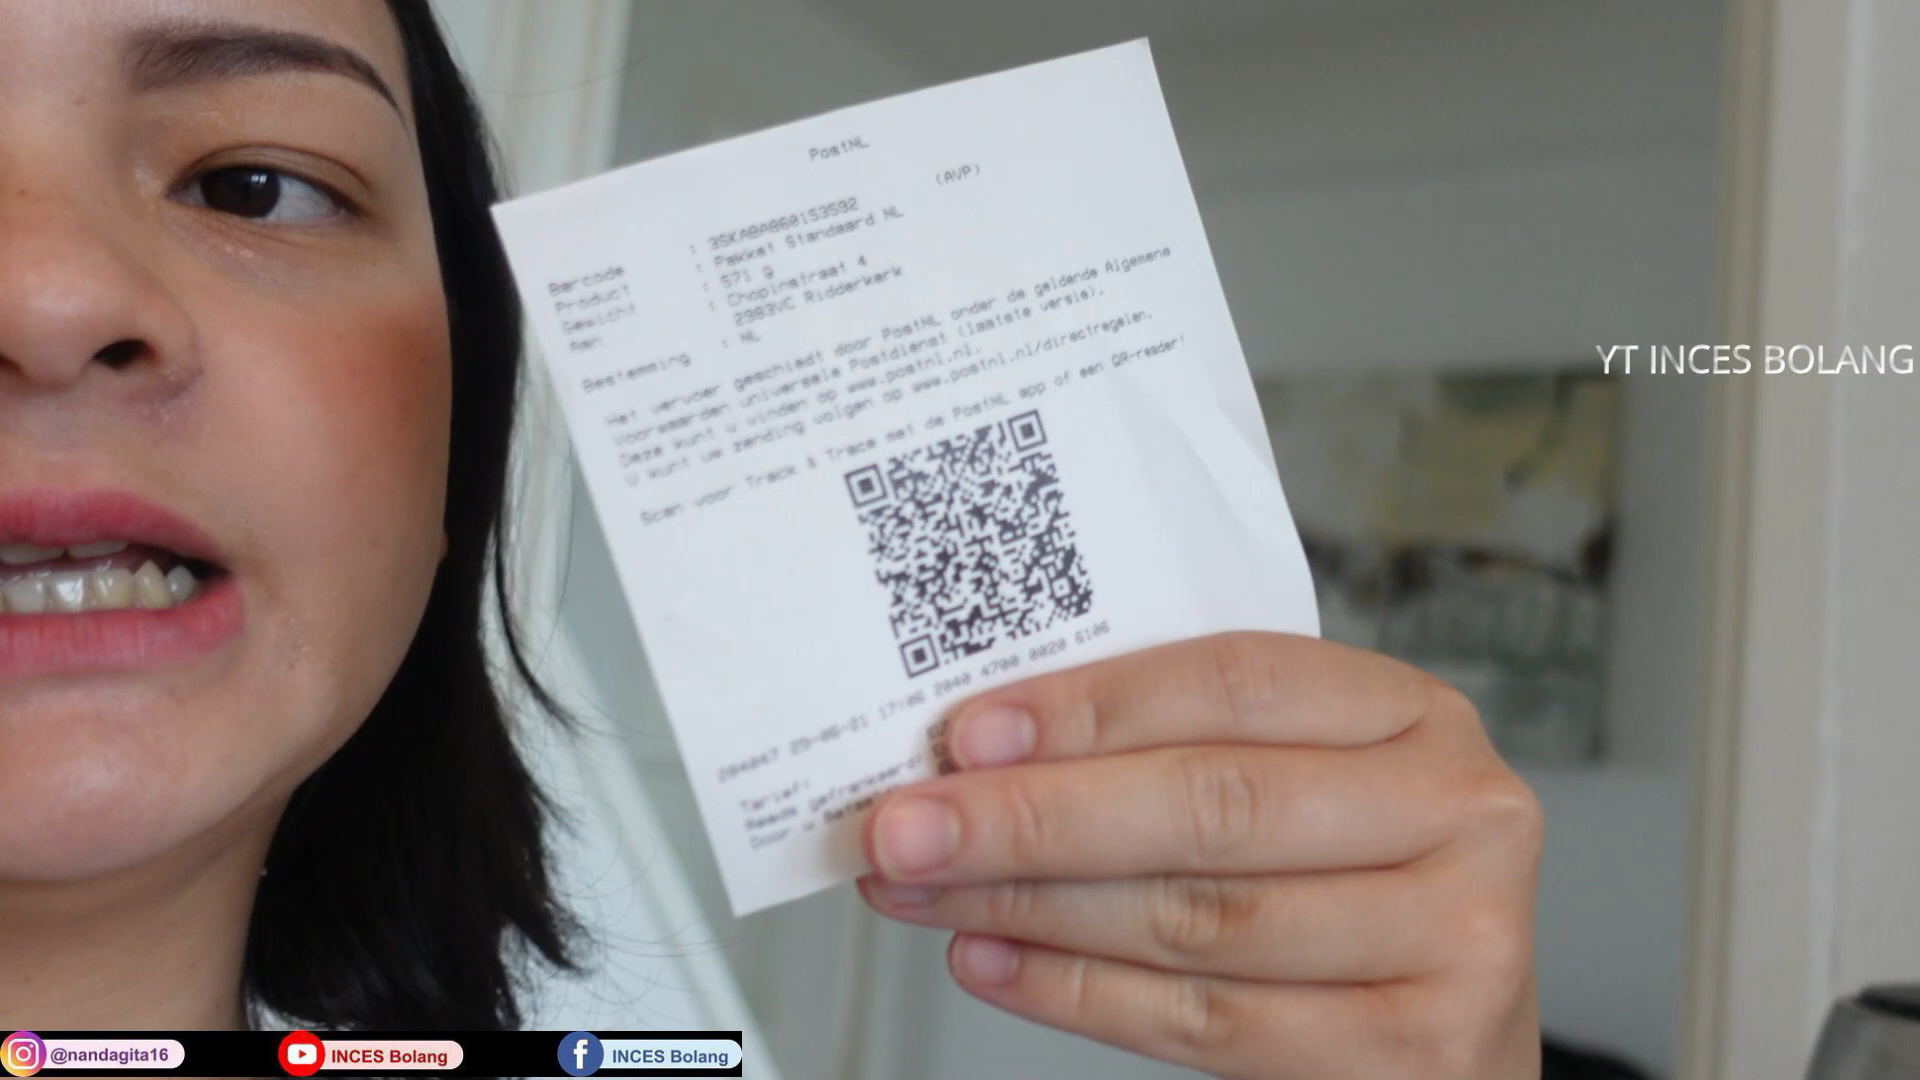 PostNL
(AVP)
Barcode : 3SKABA860153592
Product : Pakket Standaard NL
Gewicht : 571 g
Aan : Chopinstraat 4
2983VC Ridderkerk
Bestemming : NL
Het vervoer geschiedt door PostNL onder de geldende Algemene
Voorwaarden universele Postdienst (laatste versie).
Deze kunt u vinden op www.postnl.nl.
U kunt uw zending volgen op www.postnl.nl/directregelen.
Scan voor Track & Trace met de PostNL app of een QR-reader!
204047 29-06-21 17:06 2040 4700 0020 6106
Tarief:
Reeds gefrankeerd!
Door u
YT INCES BOLANG
@nandagita16
INCES Bolang
INCES Bolang